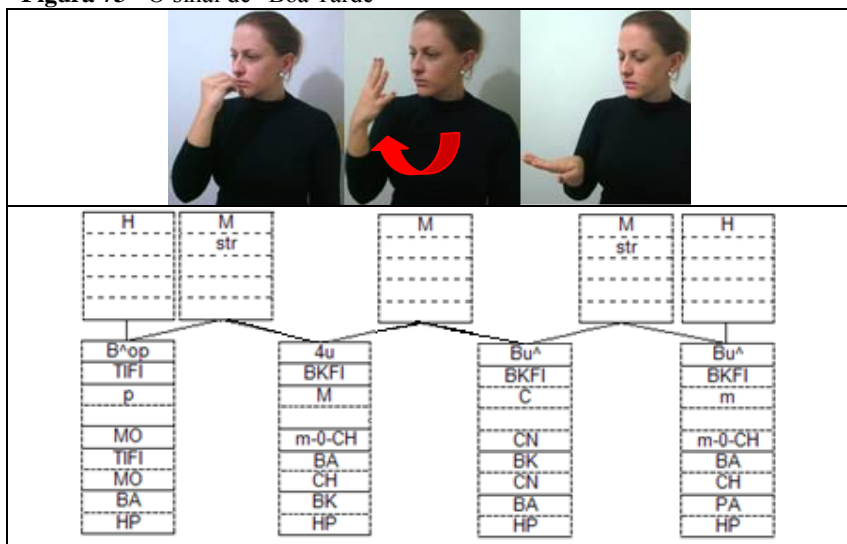 Figura O sinal de Boa Tarde
H M M M H
str str
B^op 4u Bu^ Bu^
TIFI BKFI BKFI BKFI
p M C m
MO m-0-CH CN m-0-CH
TIFI BA BK BA
MO CH CN CH
BA BK BA PA
HP HP HP HP